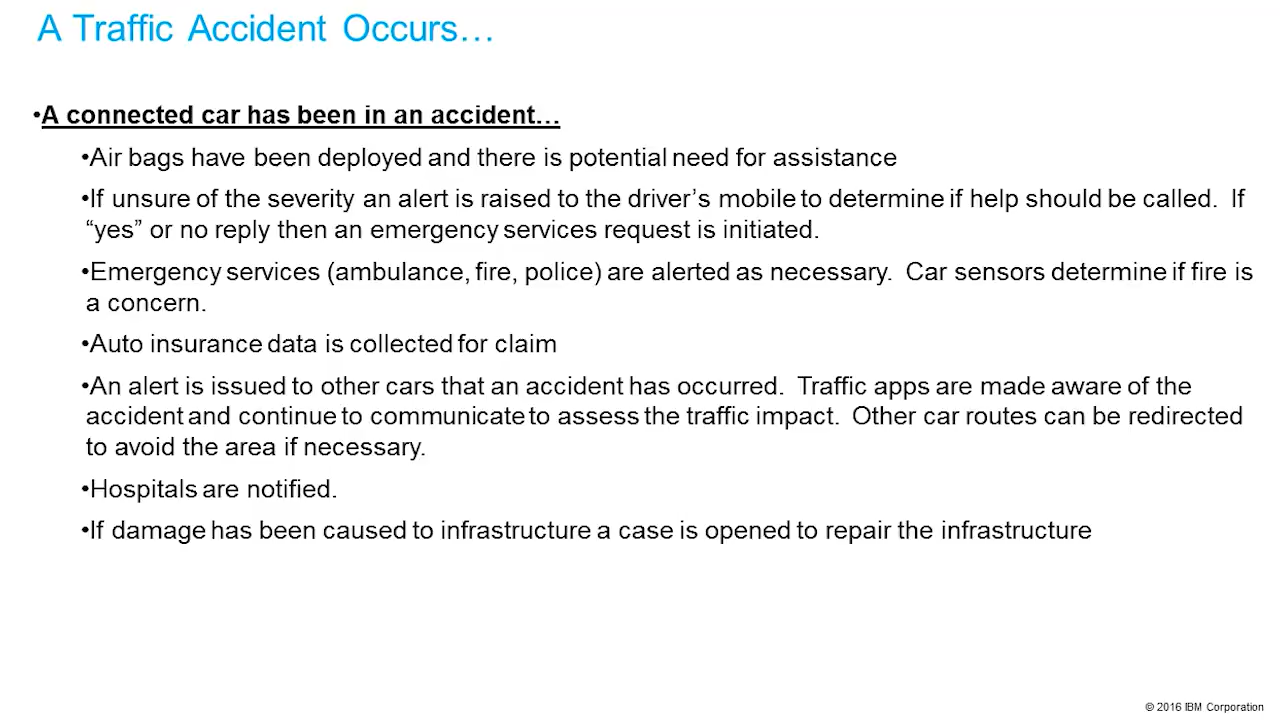 A Traffic Accident Occurs…
•A connected car has been in an accident…
•Air bags have been deployed and there is potential need for assistance
•If unsure of the severity an alert is raised to the driver’s mobile to determine if help should be called.  If
“yes” or no reply then an emergency services request is initiated.
•Emergency services (ambulance, fire, police) are alerted as necessary.  Car sensors determine if fire is
a concern.
•Auto insurance data is collected for claim
•An alert is issued to other cars that an accident has occurred.  Traffic apps are made aware of the
accident and continue to communicate to assess the traffic impact.  Other car routes can be redirected
to avoid the area if necessary.
•Hospitals are notified.
•If damage has been caused to infrastructure a case is opened to repair the infrastructure
© 2016 IBM Corporation